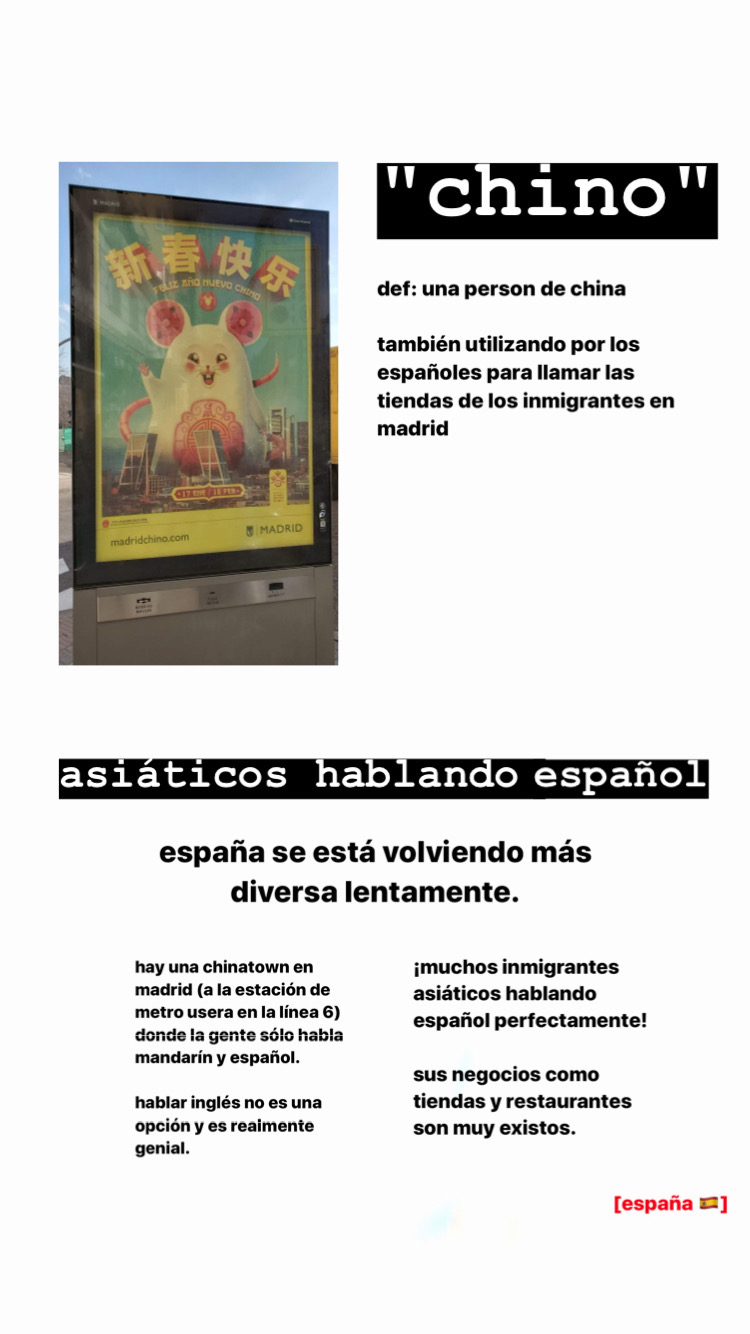 MADRID
新春快乐
FELIZ AÑO NUEVO CHINO
17 ENE / 10 FEB
madridchino.com
MADRID
"chino"
def: una person de china
también utilizando por los
españoles para llamar las
tiendas de los inmigrantes en
madrid
asiáticos hablando español
españa se está volviendo más
diversa lentamente.
hay una chinatown en
madrid (a la estación de
metro usera en la línea 6)
donde la gente sólo habla
mandarín y español.
hablar inglés no es una
opción y es realmente
genial.
¡muchos inmigrantes
asiáticos hablando
español perfectamente!
sus negocios como
tiendas y restaurantes
son muy existos.
[españa 🇪🇸]